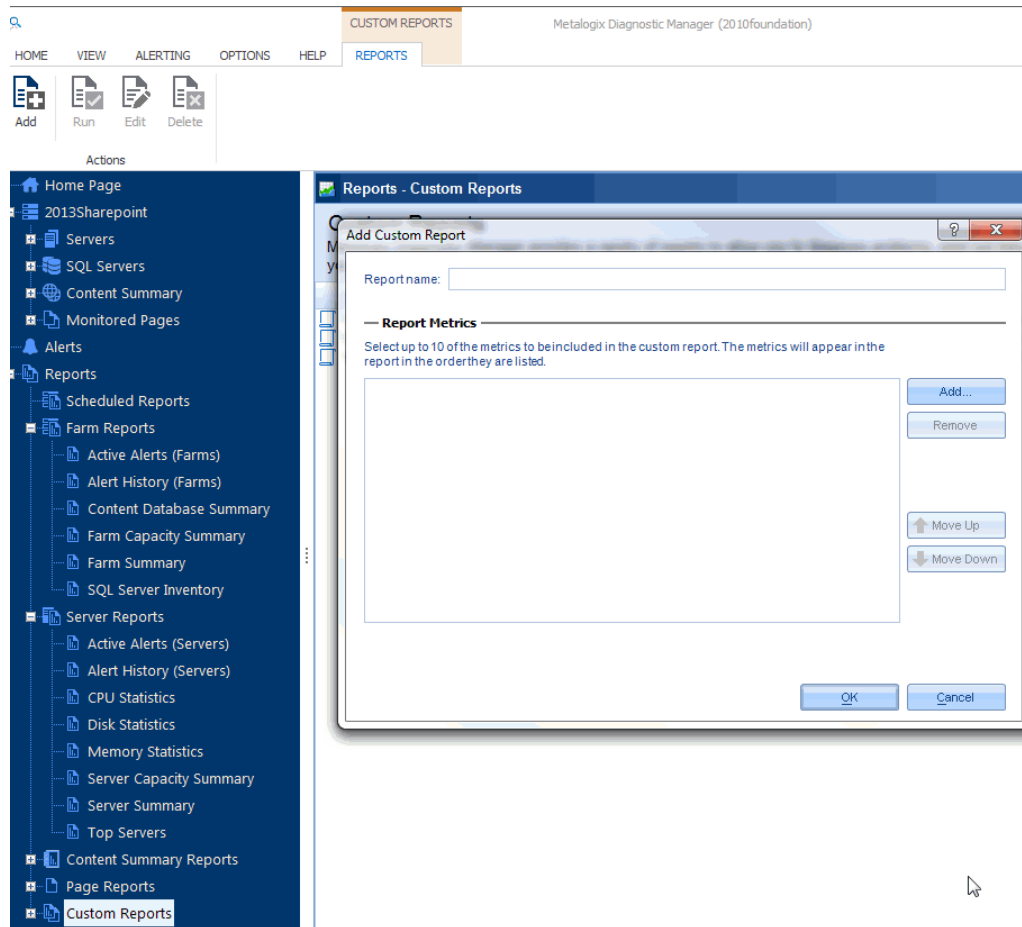 CUSTOM REPORTS
Metalogix Diagnostic Manager (2010foundation)
HOME VIEW ALERTING OPTIONS HELP REPORTS
Add Run Edit Delete
Actions
Home Page
2013Sharepoint
Servers
SQL Servers
Content Summary
Monitored Pages
Alerts
Reports
Scheduled Reports
Farm Reports
Active Alerts (Farms)
Alert History (Farms)
Content Database Summary
Farm Capacity Summary
Farm Summary
SQL Server Inventory
Server Reports
Active Alerts (Servers)
Alert History (Servers)
CPU Statistics
Disk Statistics
Memory Statistics
Server Capacity Summary
Server Summary
Top Servers
Content Summary Reports
Page Reports
Custom Reports
Reports - Custom Reports
Add Custom Report
Report name:
Report Metrics
Select up to 10 of the metrics to be included in the custom report. The metrics will appear in the
report in the order they are listed.
Add...
Remove
Move Up
Move Down
OK Cancel